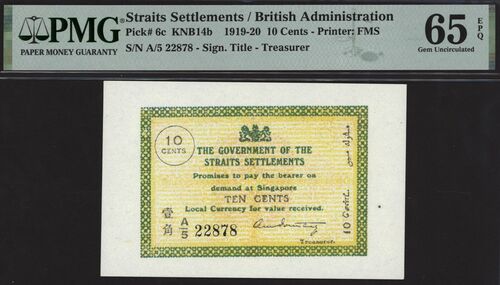 PMG
PAPER MONEY GUARANTY
Straits Settlements / British Administration
Pick# 6c KNB14b 1919-20 10 Cents - Printer: FMS
S/N A/5 22878 - Sign. Title - Treasurer
65 EPQ
Gem Uncirculated
10
CENTS
THE GOVERNMENT OF THE
STRAITS SETTLEMENTS
Promises to pay the bearer on
demand at Singapore
TEN CENTS
Local Currency for value received.
壹角
A/5 22878
Treasurer.
10